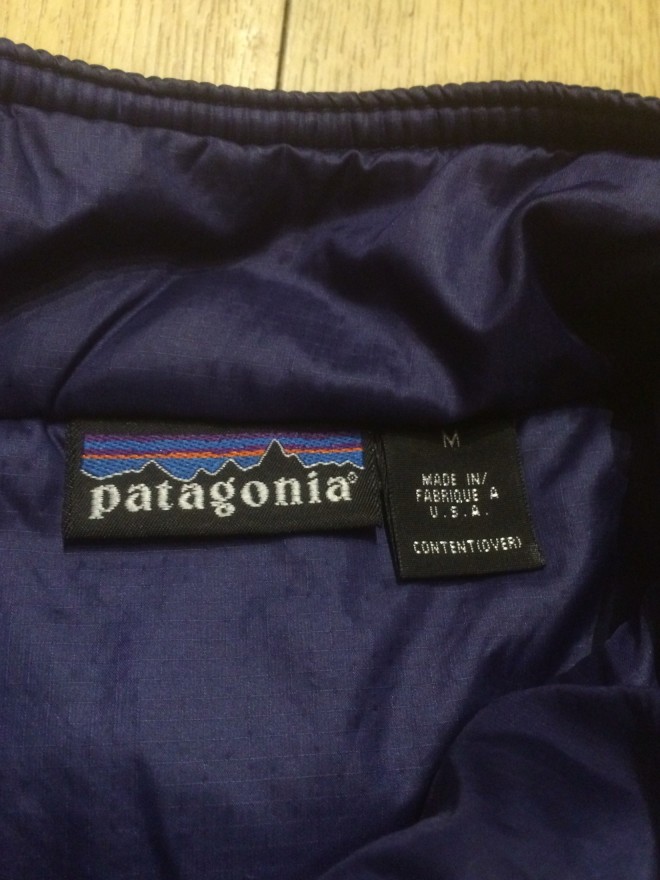 patagonia®
M
MADE IN/
FABRIQUE A
U.S.A.
CONTENT(OVER)